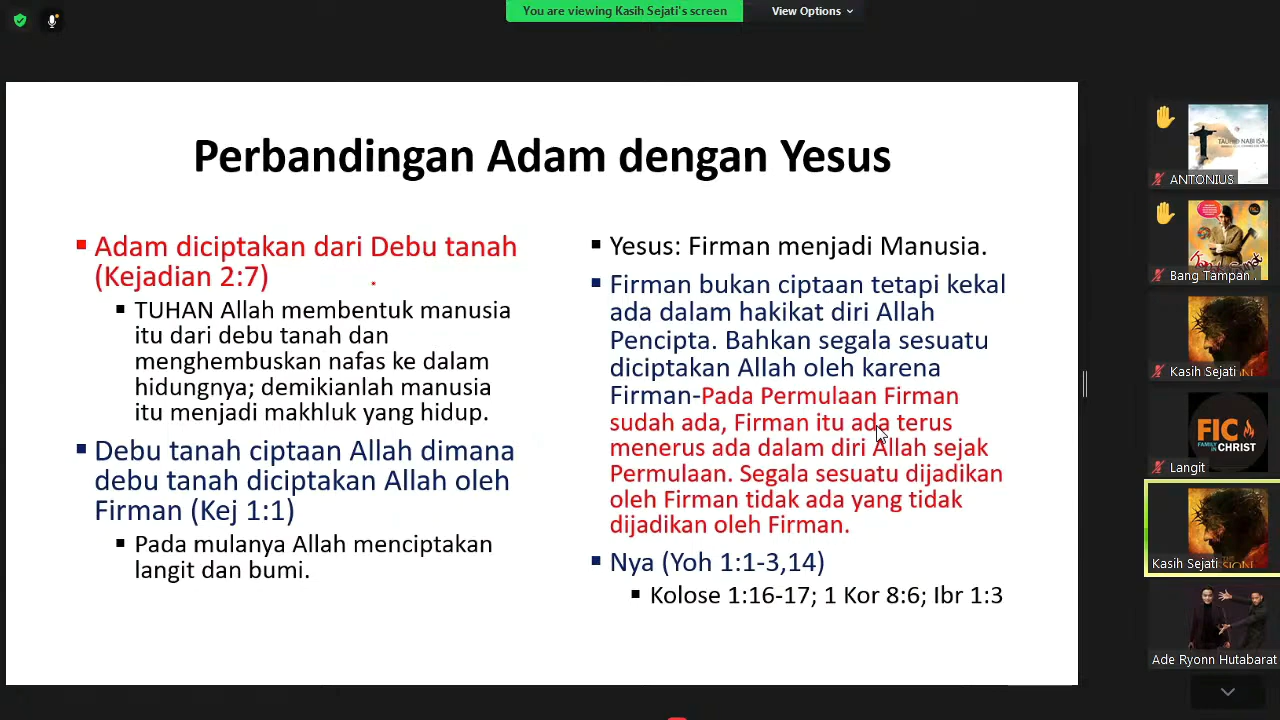 You are viewing Kasih Sejati's screen
View Options
Perbandingan Adam dengan Yesus
▪ Adam diciptakan dari Debu tanah
(Kejadian 2:7)
▪ TUHAN Allah membentuk manusia
itu dari debu tanah dan
menghembuskan nafas ke dalam
hidungnya; demikianlah manusia
itu menjadi makhluk yang hidup.
▪ Debu tanah ciptaan Allah dimana
debu tanah diciptakan Allah oleh
Firman (Kej 1:1)
▪ Pada mulanya Allah menciptakan
langit dan bumi.
▪ Yesus: Firman menjadi Manusia.
▪ Firman bukan ciptaan tetapi kekal
ada dalam hakikat diri Allah
Pencipta. Bahkan segala sesuatu
diciptakan Allah oleh karena
Firman-Pada Permulaan Firman
sudah ada, Firman itu ada terus
menerus ada dalam diri Allah sejak
Permulaan. Segala sesuatu dijadikan
oleh Firman tidak ada yang tidak
dijadikan oleh Firman.
▪ Nya (Yoh 1:1-3,14)
▪ Kolose 1:16-17; 1 Kor 8:6; Ibr 1:3
ANTONIUS
Bang Tampan .
Kasih Sejati
FIC
FAMILY IN CHRIST
Langit
Kasih Sejati
Ade Ryonn Hutabarat